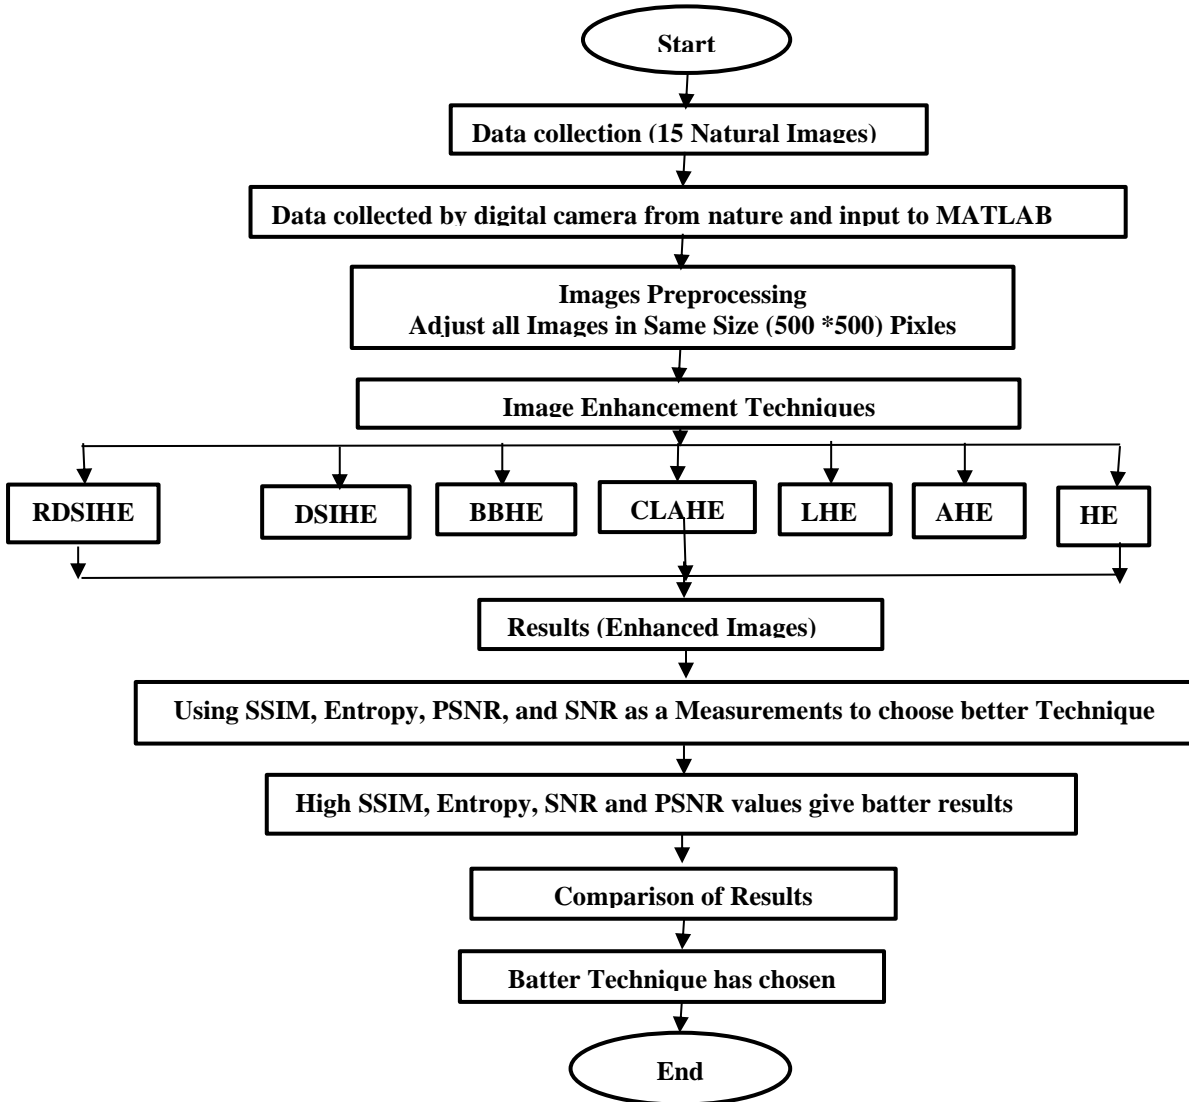 Start
Data collection (15 Natural Images)
Data collected by digital camera from nature and input to MATLAB
Images Preprocessing
Adjust all Images in Same Size (500 *500) Pixles
Image Enhancement Techniques
RDSIHE
DSIHE
BBHE
CLAHE
LHE
AHE
HE
Results (Enhanced Images)
Using SSIM, Entropy, PSNR, and SNR as a Measurements to choose better Technique
High SSIM, Entropy, SNR and PSNR values give batter results
Comparison of Results
Batter Technique has chosen
End